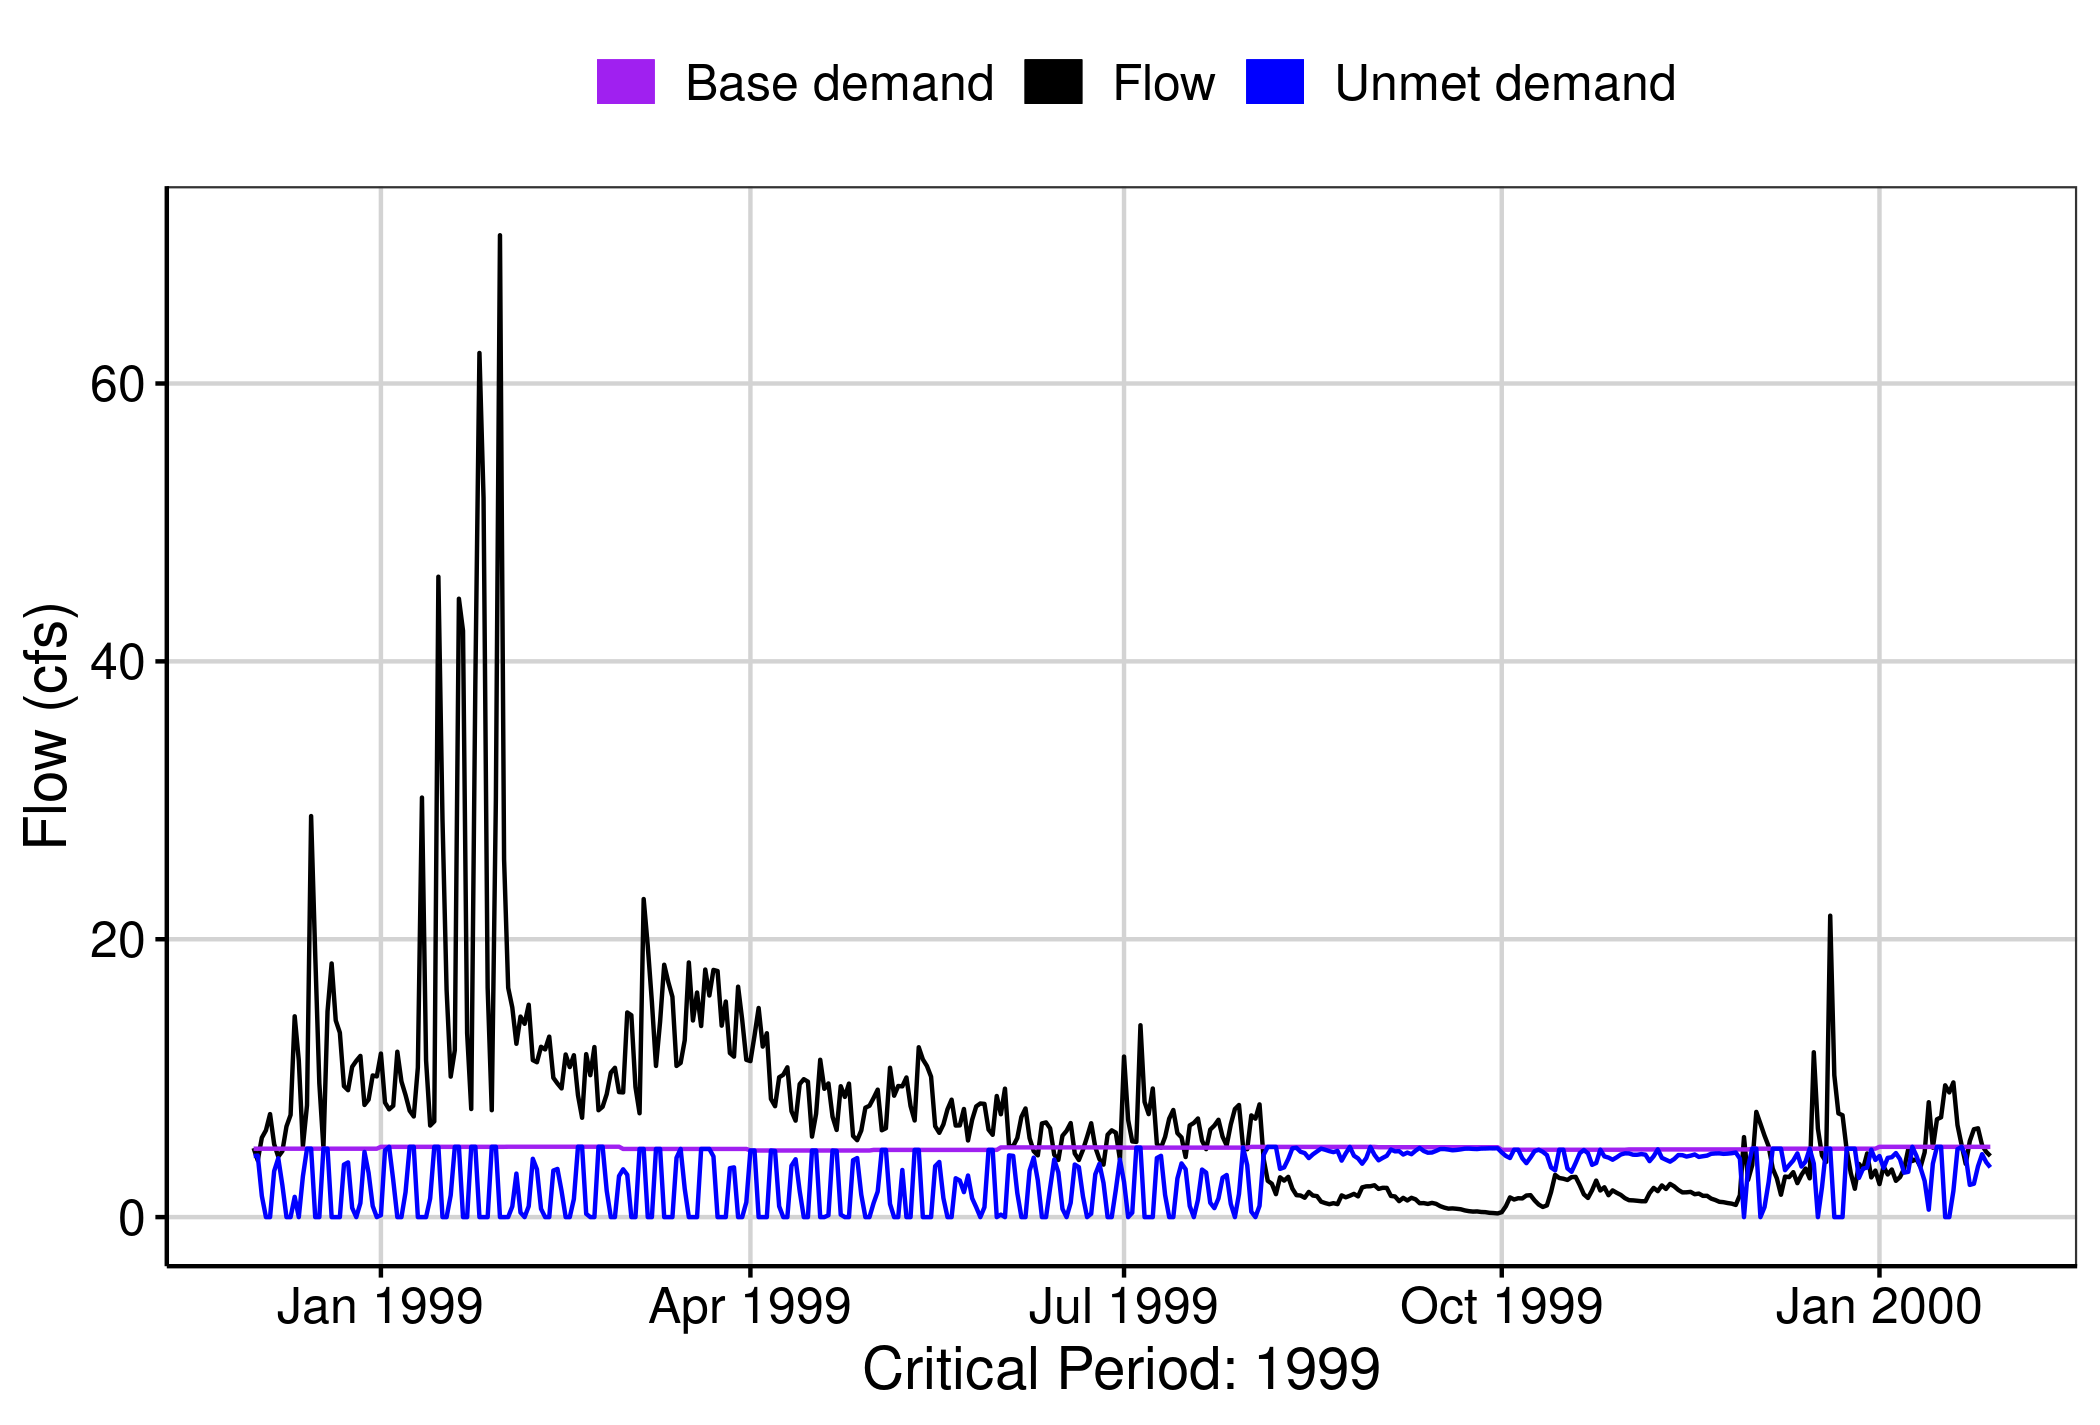 Base demand Flow Unmet demand
Flow (cfs)
60
40
20
0
Jan 1999 Apr 1999 Jul 1999 Oct 1999 Jan 2000
Critical Period: 1999